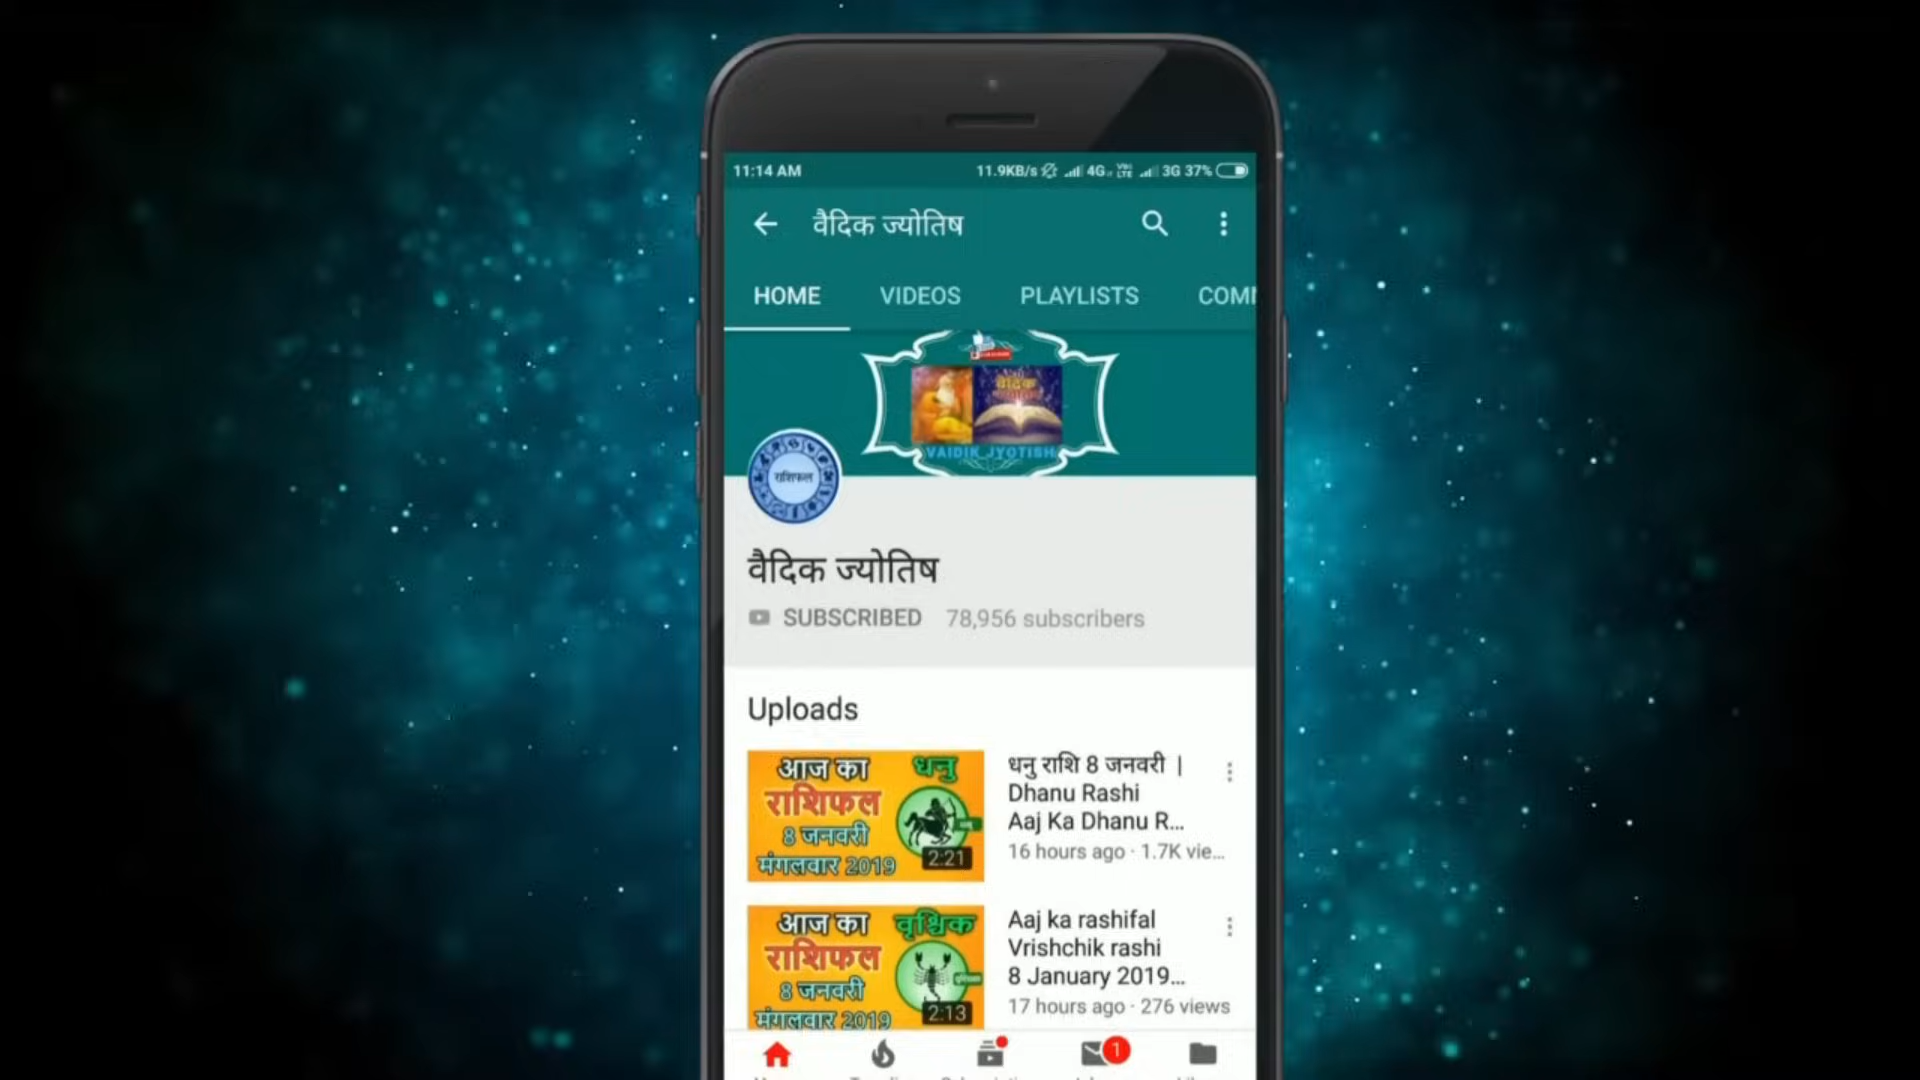 11:14 AM 11.9KB/s 4G VoLTE 3G 37%
वैदिक ज्योतिष
HOME VIDEOS PLAYLISTS COM
वैदिक
VAIDIK JYOTISH
राशिफल
वैदिक ज्योतिष
SUBSCRIBED 78,956 subscribers
Uploads
आज का धनु
राशिफल
8 जनवरी
मंगलवार 2019
2:21
धनु राशि 8 जनवरी |
Dhanu Rashi
Aaj Ka Dhanu R...
16 hours ago · 1.7K vie...
आज का वृश्चिक
राशिफल
8 जनवरी
मंगलवार 2019
2:13
Aaj ka rashifal
Vrishchik rashi
8 January 2019...
17 hours ago · 276 views
1